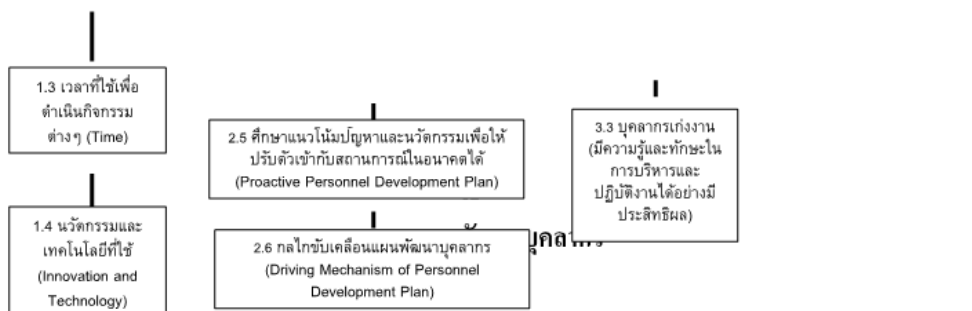 1.3 เวลาที่ใช้เพื่อ
ดำเนินกิจกรรม
ต่างๆ (Time)
1.4 นวัตกรรมและ
เทคโนโลยีที่ใช้
(Innovation and
Technology)
2.5 ศึกษาแนวโน้มปัญหาและนวัตกรรมเพื่อให้
ปรับตัวเข้ากับสถานการณ์ในอนาคตได้
(Proactive Personnel Development Plan)
2.6 กลไกขับเคลื่อนแผนพัฒนาบุคลากร
(Driving Mechanism of Personnel
Development Plan)
3.3 บุคลากรเก่งงาน
(มีความรู้และทักษะใน
การบริหารและ
ปฏิบัติงานได้อย่างมี
ประสิทธิผล)